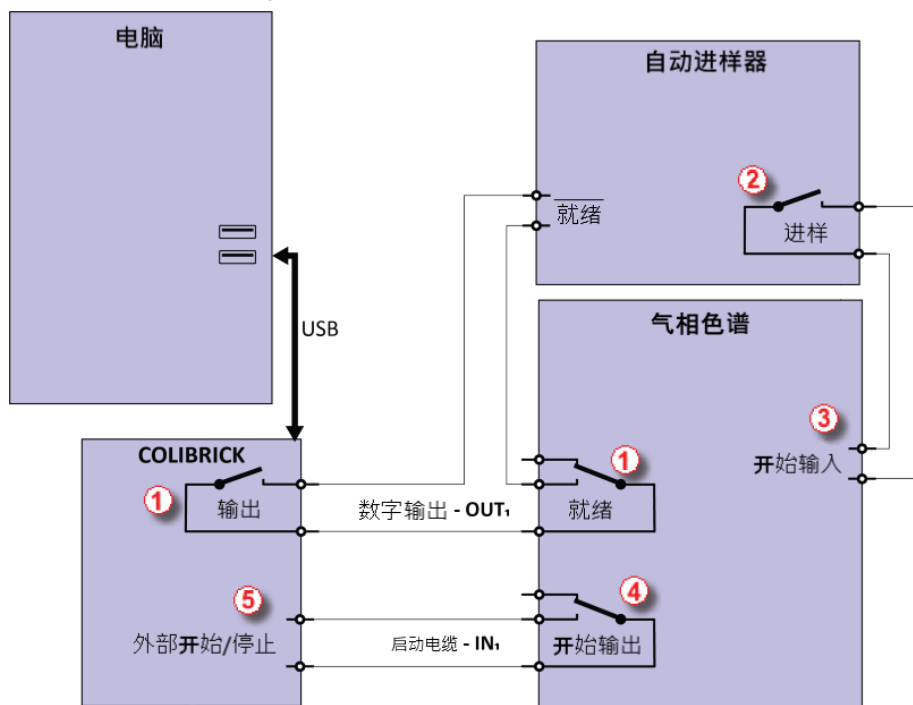 电脑
USB
自动进样器
就绪
②
进样
气相色谱
③
开始输入
COLIBRICK
①
输出
数字输出 - OUT₁
①
就绪
⑤
外部开始/停止
启动电缆 - IN₁
④
开始输出